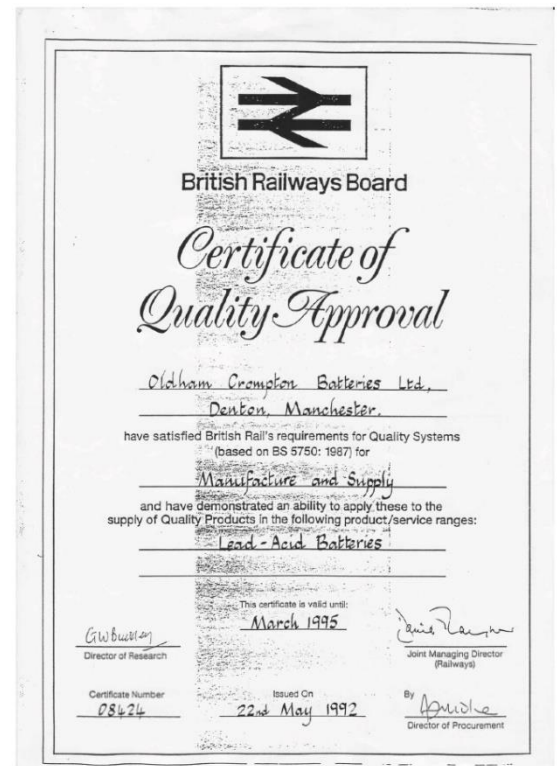 British Railways Board
Certificate of
Quality Approval
Oldham Crompton Batteries Ltd,
Denton, Manchester.
have satisfied British Rail's requirements for Quality Systems
(based on BS 5750: 1987) for
Manufacture and Supply
and have demonstrated an ability to apply these to the
supply of Quality Products in the following product/service ranges:
Lead-Acid Batteries
This certificate is valid until:
March 1995
GW Buckley
Director of Research
Joint Managing Director
(Railways)
Certificate Number
08424
Issued On
22nd May 1992
By
Director of Procurement